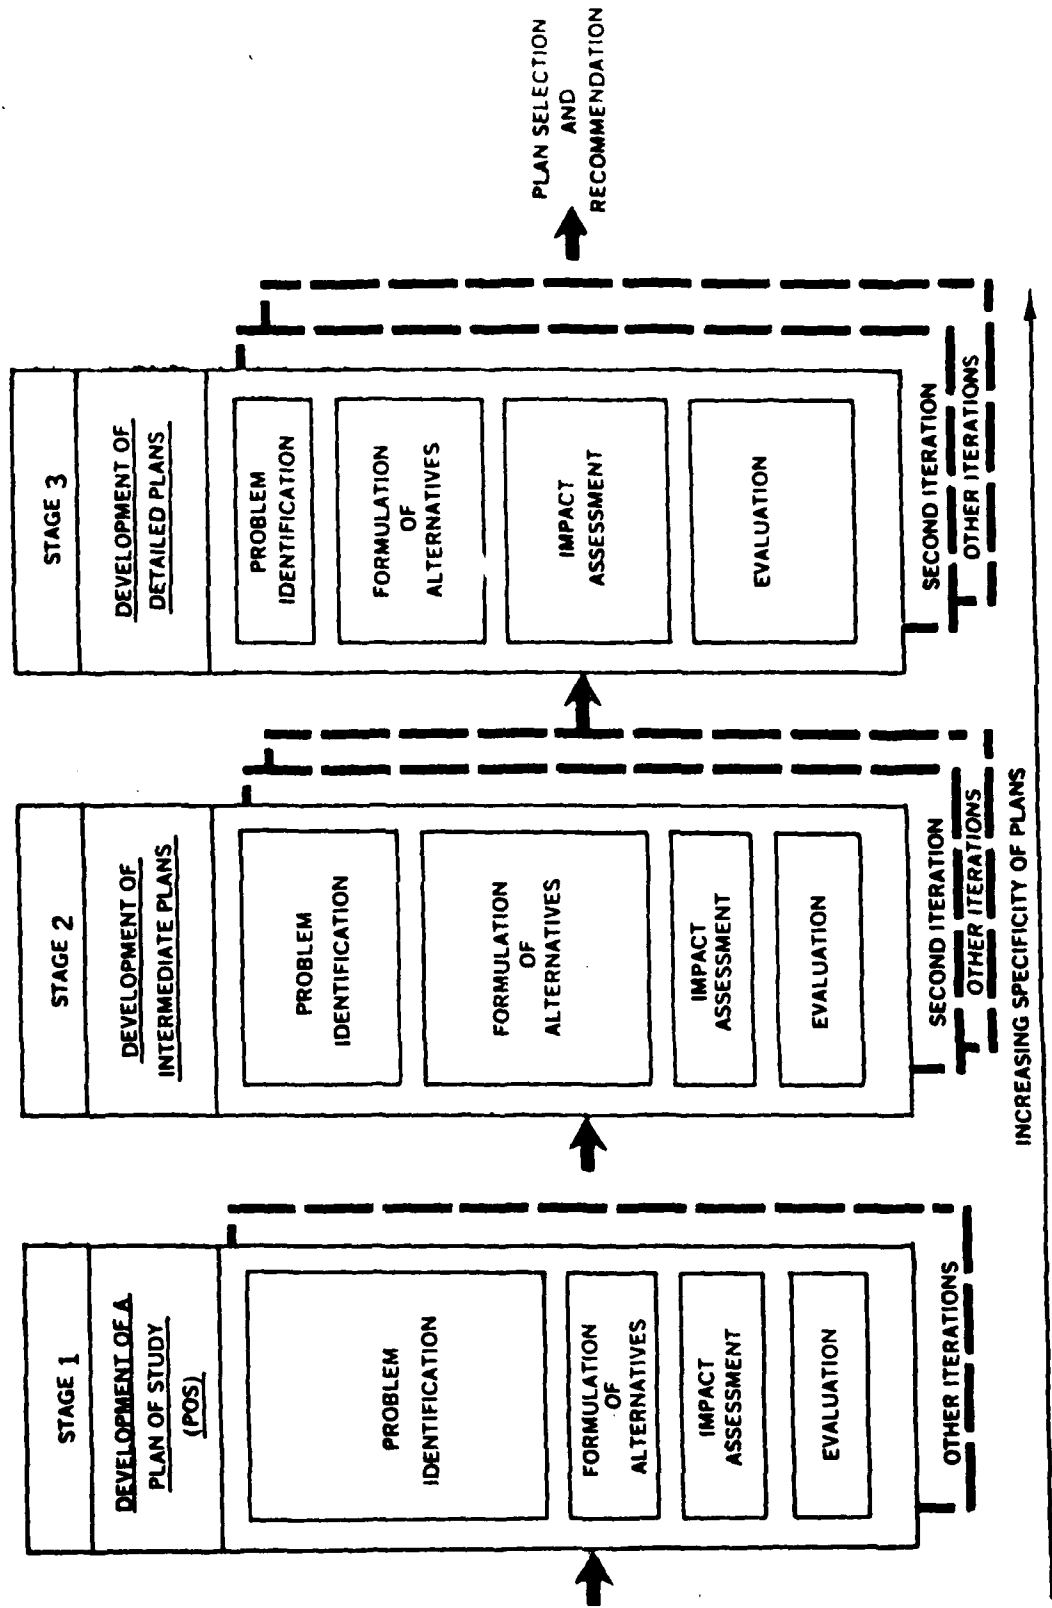 STAGE 1
DEVELOPMENT OF A
PLAN OF STUDY
(POS)
PROBLEM
IDENTIFICATION
FORMULATION
OF
ALTERNATIVES
IMPACT
ASSESSMENT
EVALUATION
OTHER ITERATIONS
STAGE 2
DEVELOPMENT OF
INTERMEDIATE PLANS
PROBLEM
IDENTIFICATION
FORMULATION
OF
ALTERNATIVES
IMPACT
ASSESSMENT
EVALUATION
SECOND ITERATION
OTHER ITERATIONS
STAGE 3
DEVELOPMENT OF
DETAILED PLANS
PROBLEM
IDENTIFICATION
FORMULATION
OF
ALTERNATIVES
IMPACT
ASSESSMENT
EVALUATION
SECOND ITERATION
OTHER ITERATIONS
PLAN SELECTION
AND
RECOMMENDATION
INCREASING SPECIFICITY OF PLANS